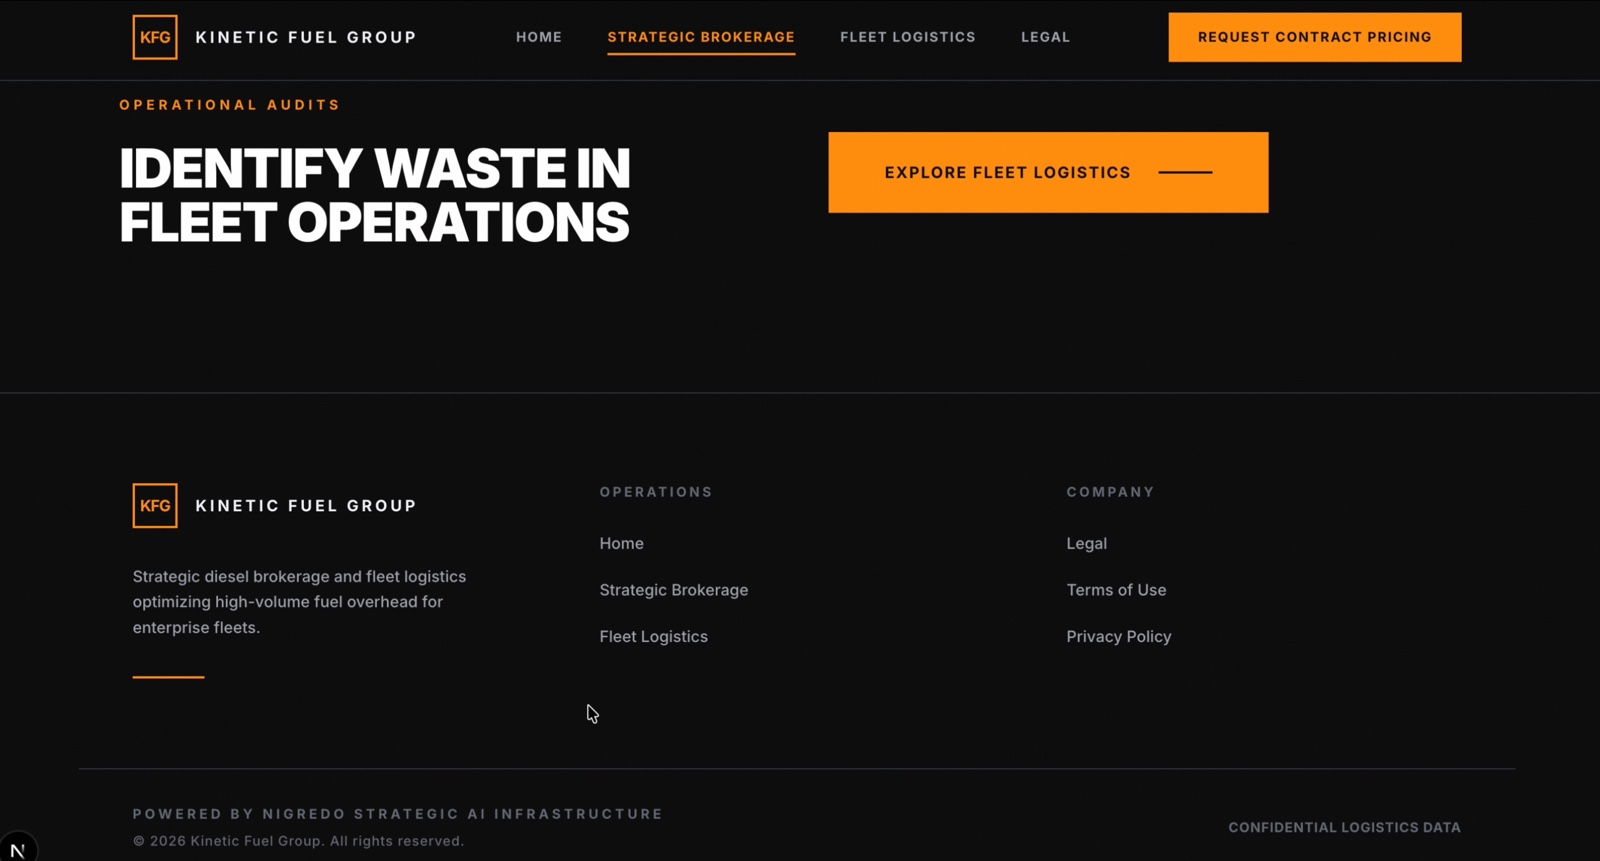 KFG KINETIC FUEL GROUP HOME STRATEGIC BROKERAGE FLEET LOGISTICS LEGAL REQUEST CONTRACT PRICING
OPERATIONAL AUDITS
IDENTIFY WASTE IN
FLEET OPERATIONS
EXPLORE FLEET LOGISTICS
KFG KINETIC FUEL GROUP
Strategic diesel brokerage and fleet logistics
optimizing high-volume fuel overhead for
enterprise fleets.
OPERATIONS
Home
Strategic Brokerage
Fleet Logistics
COMPANY
Legal
Terms of Use
Privacy Policy
POWERED BY NIGREDO STRATEGIC AI INFRASTRUCTURE
© 2026 Kinetic Fuel Group. All rights reserved.
CONFIDENTIAL LOGISTICS DATA
N